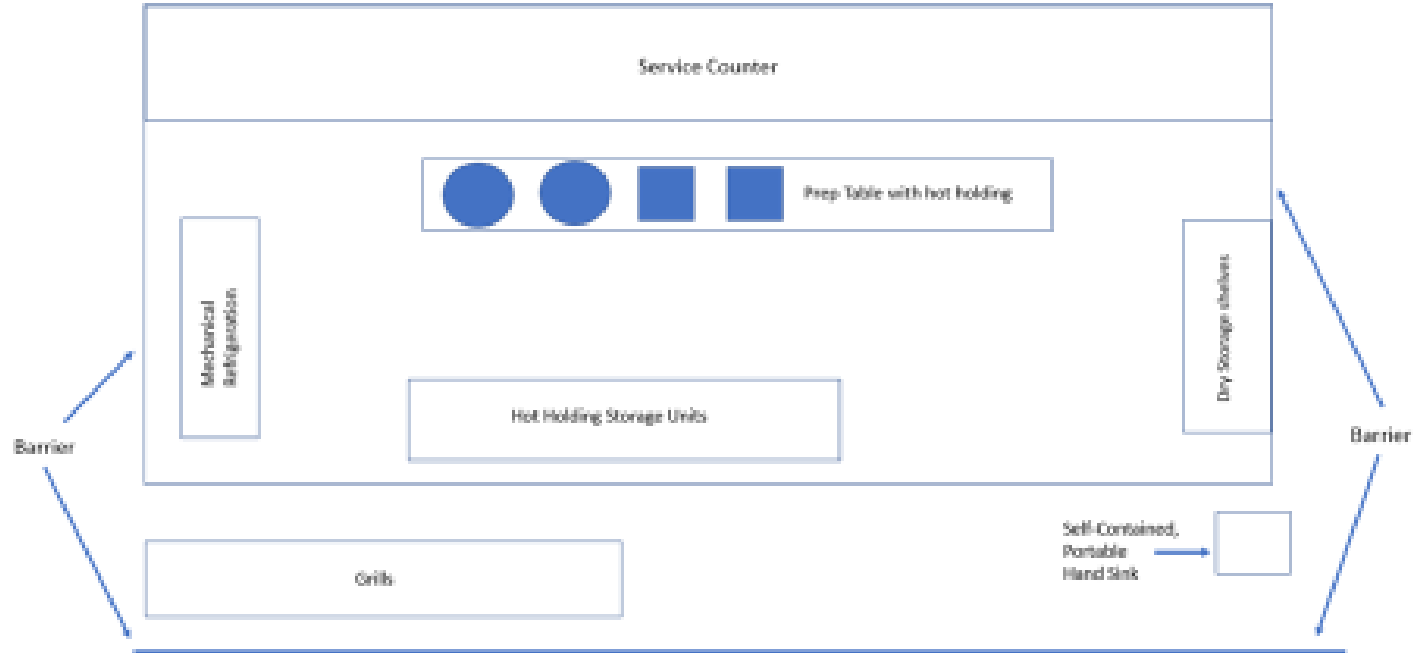 Service Counter
Prep Table with hot holding
Mechanical
Refrigeration
Dry Storage shelves
Hot Holding Storage Units
Barrier
Barrier
Self-Contained,
Portable
Hand Sink
Grills